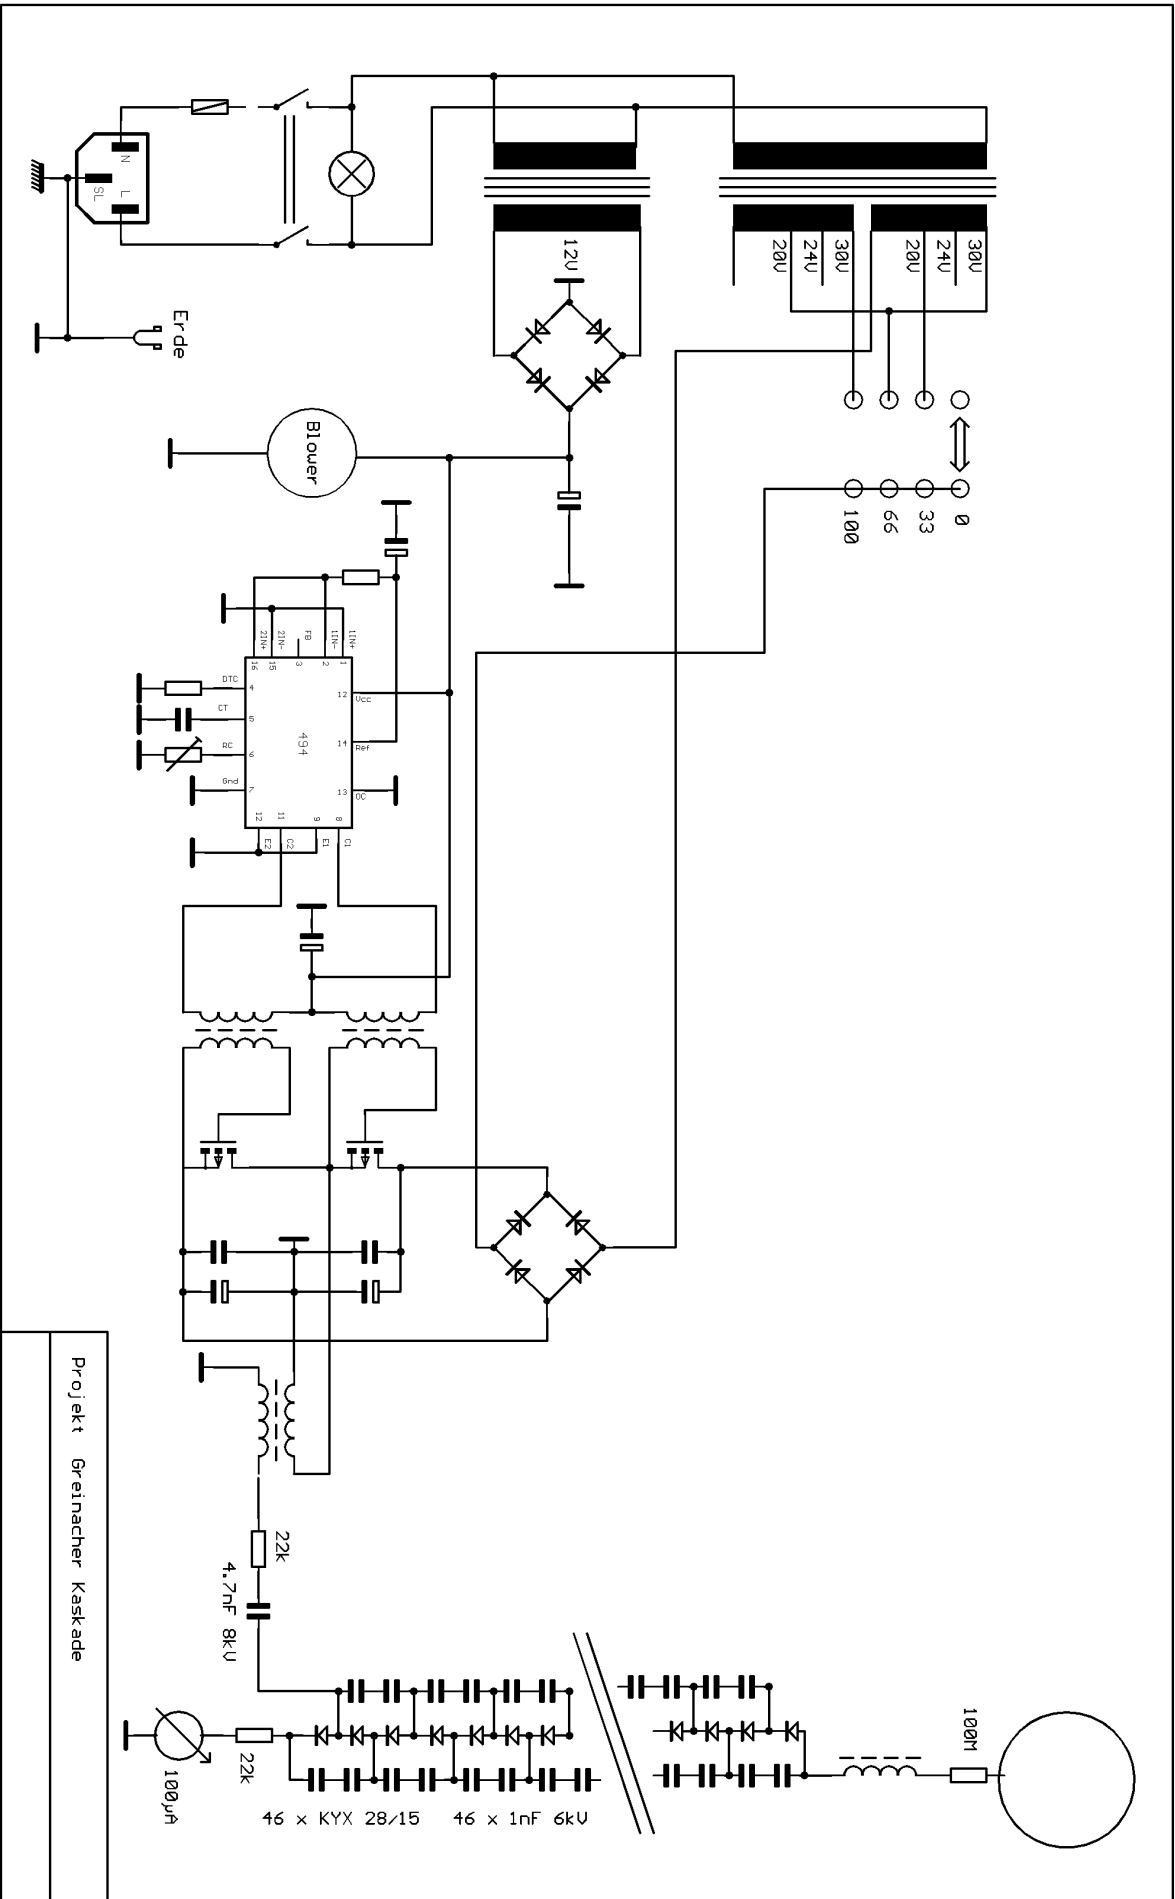 N
SL
L
Erde
12V
20V
24V
30V
20V
24V
30V
0
33
66
100
Blower
2IN+
2IN-
FB
1IN-
1IN+
16
15
3
2
1
DTC
4
CT
5
RC
6
Gnd
7
12
Vcc
14
Ref
13
OC
494
12
11
9
8
E2
C2
E1
C1
22k
4.7nF 8kV
22k
100µA
46 x KYX 28/15
46 x 1nF 6kV
100M
Projekt Greinacher Kaskade